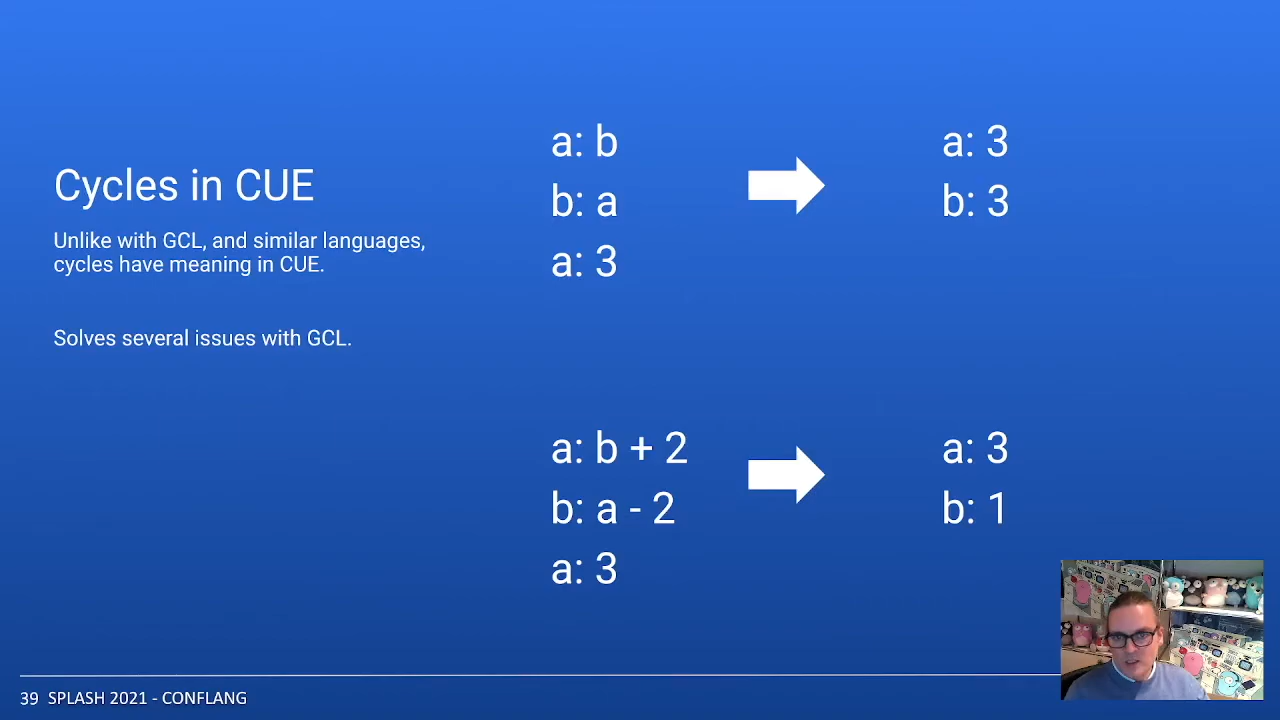 Cycles in CUE
Unlike with GCL, and similar languages,
cycles have meaning in CUE.
Solves several issues with GCL.
a: b
b: a
a: 3
a: 3
b: 3
a: b + 2
b: a - 2
a: 3
a: 3
b: 1
39 SPLASH 2021 - CONFLANG